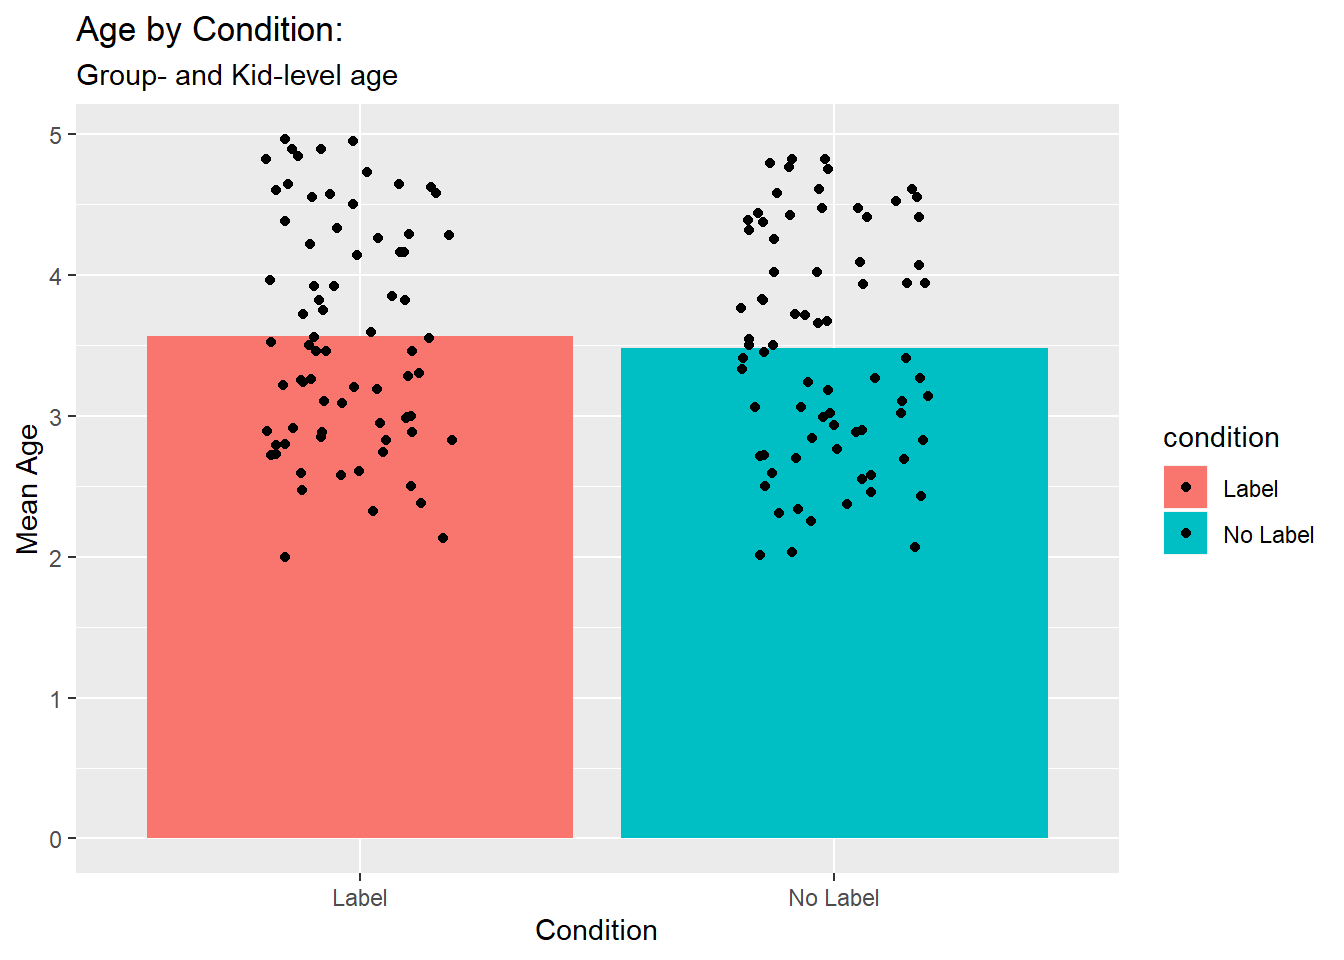 Age by Condition:
Group- and Kid-level age
Mean Age
5
4
3
2
1
0
Label
No Label
Condition
condition
Label
No Label